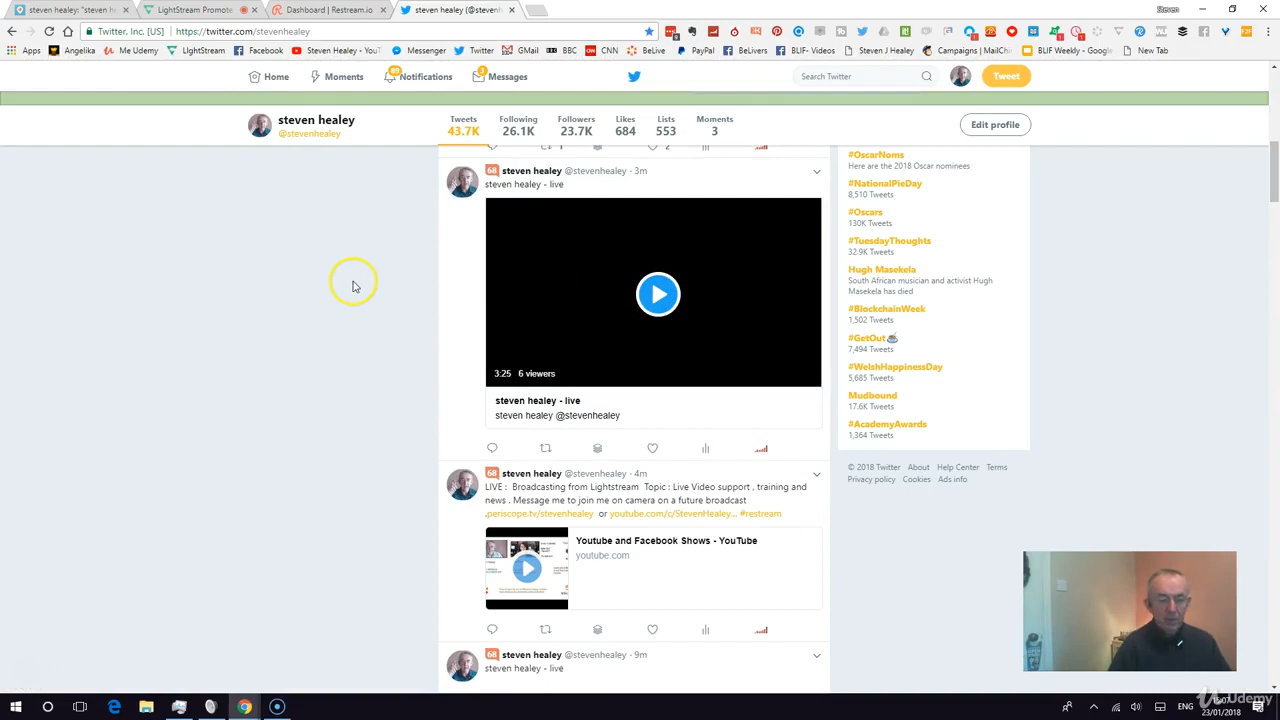 steven healey: "steven h
LightStream Promote
Dashboard | Restream.io
steven healey (@steven
Steven
Twitter, Inc. [US] | https://twitter.com/stevenhealey
Apps
Angelika
Me Udemy
LIghtStream
Facebook
Steven Healey - YouT
Messenger
Twitter
GMail
BBC
CNN
BeLive
PayPal
BLIF- Videos
BeLivers
Steven J Healey
Campaigns | MailChi
BLIF Weekly - Google
New Tab
Home
Moments
89
Notifications
3
Messages
Search Twitter
Tweet
steven healey
@stevenhealey
Tweets
43.7K
Following
26.1K
Followers
23.7K
Likes
684
Lists
553
Moments
3
Edit profile
1
2
68 steven healey @stevenhealey · 3m
steven healey - live
3:25 6 viewers
steven healey - live
steven healey @stevenhealey
68 steven healey @stevenhealey · 4m
LIVE : Broadcasting from Lightstream Topic : Live Video support , training and
news . Message me to join me on camera on a future broadcast
.periscope.tv/stevenhealey or youtube.com/c/StevenHealey... #restream
Youtube and Facebook Shows - YouTube
youtube.com
68 steven healey @stevenhealey · 9m
steven healey - live
#OscarNoms
Here are the 2018 Oscar nominees
#NationalPieDay
8,510 Tweets
#Oscars
130K Tweets
#TuesdayThoughts
32.9K Tweets
Hugh Masekela
South African musician and activist Hugh
Masekela has died
#BlockchainWeek
1,502 Tweets
#GetOut
7,494 Tweets
#WelshHappinessDay
5,685 Tweets
Mudbound
17.6K Tweets
#AcademyAwards
1,364 Tweets
© 2018 Twitter About Help Center Terms
Privacy policy Cookies Ads info
ENG
23/01/2018
Udemy